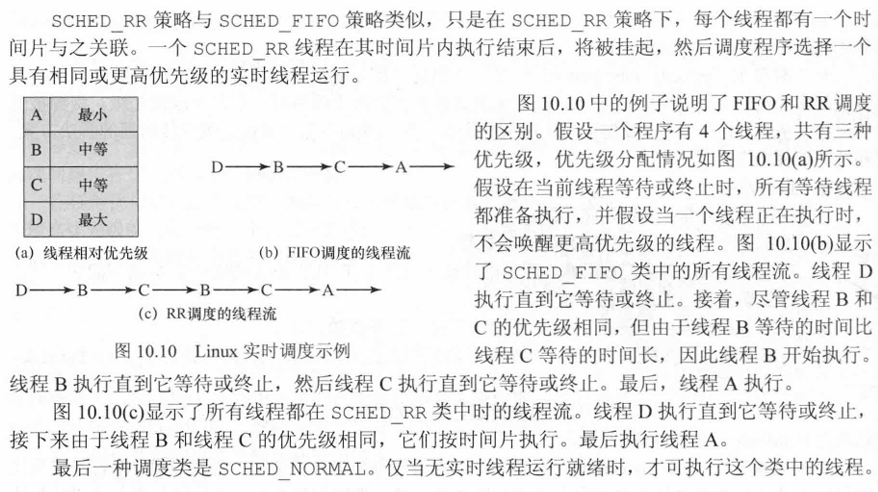 SCHED_RR 策略与 SCHED_FIFO 策略类似，只是在 SCHED_RR 策略下，每个线程都有一个时
间片与之关联。一个 SCHED_RR 线程在其时间片内执行结束后，将被挂起，然后调度程序选择一个
具有相同或更高优先级的实时线程运行。
A 最小
B 中等
C 中等
D 最大
(a) 线程相对优先级
D B C A
(b) FIFO调度的线程流
D B C B C A
(c) RR调度的线程流
图 10.10 Linux 实时调度示例
图 10.10 中的例子说明了 FIFO 和 RR 调度
的区别。假设一个程序有 4 个线程，共有三种
优先级，优先级分配情况如图 10.10(a)所示。
假设在当前线程等待或终止时，所有等待线程
都准备执行，并假设当一个线程正在执行时，
不会唤醒更高优先级的线程。图 10.10(b)显示
了 SCHED_FIFO 类中的所有线程流。线程 D
执行直到它等待或终止。接着，尽管线程 B 和
C 的优先级相同，但由于线程 B 等待的时间比
线程 C 等待的时间长，因此线程 B 开始执行。
线程 B 执行直到它等待或终止，然后线程 C 执行直到它等待或终止。最后，线程 A 执行。
图 10.10(c)显示了所有线程都在 SCHED_RR 类中时的线程流。线程 D 执行直到它等待或终止，
接下来由于线程 B 和线程 C 的优先级相同，它们按时间片执行。最后执行线程 A。
最后一种调度类是 SCHED_NORMAL。仅当无实时线程运行就绪时，才可执行这个类中的线程。